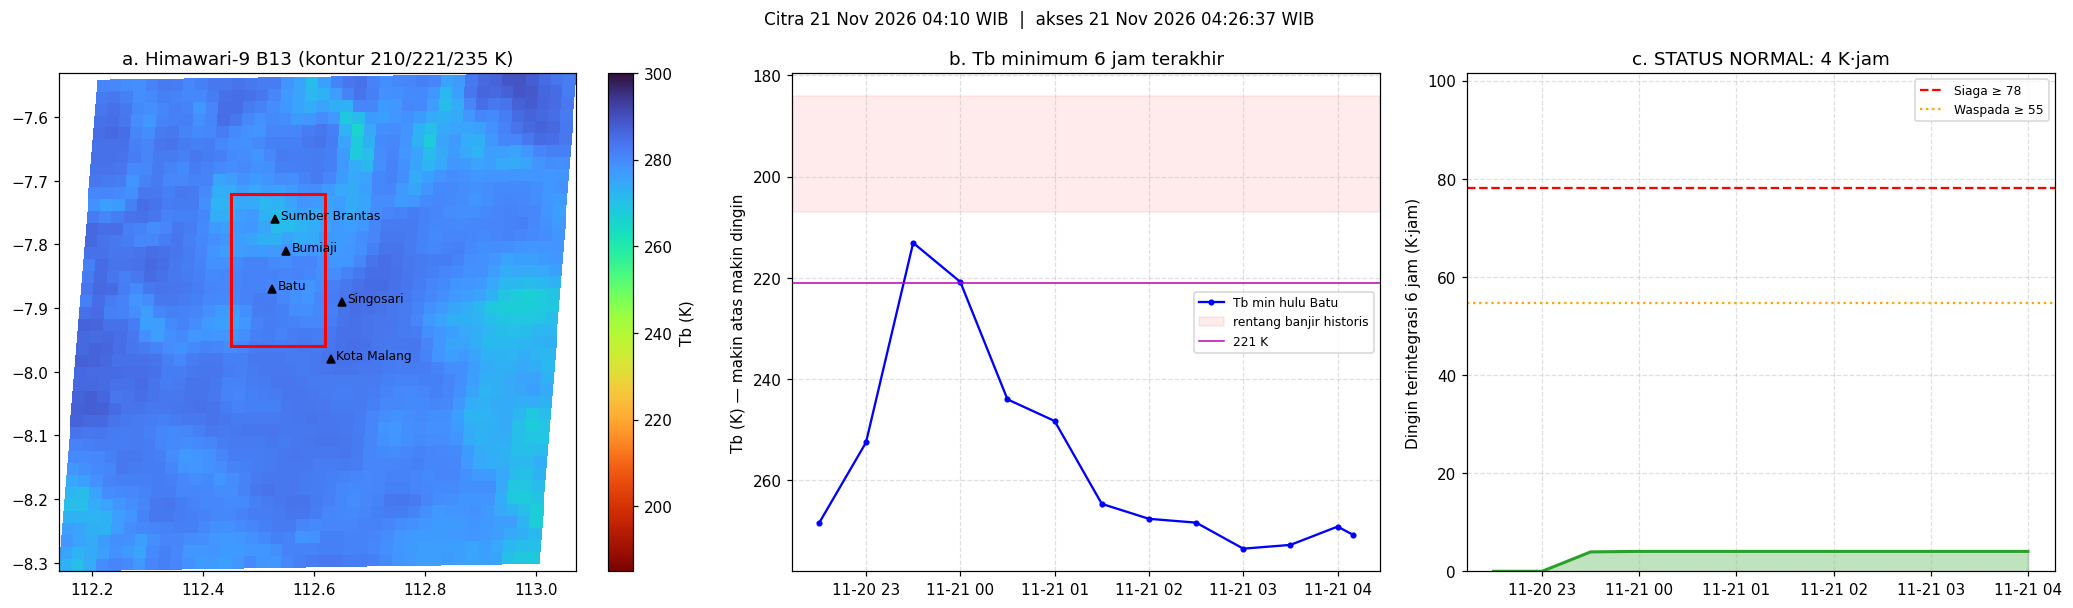 Citra 21 Nov 2026 04:10 WIB | akses 21 Nov 2026 04:26:37 WIB
a. Himawari-9 B13 (kontur 210/221/235 K)
−7.6
−7.7
−7.8
−7.9
−8.0
−8.1
−8.2
−8.3
112.2
112.4
112.6
112.8
113.0
Sumber Brantas
Bumiaji
Batu
Singosari
Kota Malang
300
280
260
240
220
200
Tb (K)
b. Tb minimum 6 jam terakhir
Tb (K) — makin atas makin dingin
180
200
220
240
260
Tb min hulu Batu
rentang banjir historis
221 K
11-20 23
11-21 00
11-21 01
11-21 02
11-21 03
11-21 04
c. STATUS NORMAL: 4 K·jam
Dingin terintegrasi 6 jam (K·jam)
100
80
60
40
20
0
Siaga ≥ 78
Waspada ≥ 55
11-20 23
11-21 00
11-21 01
11-21 02
11-21 03
11-21 04